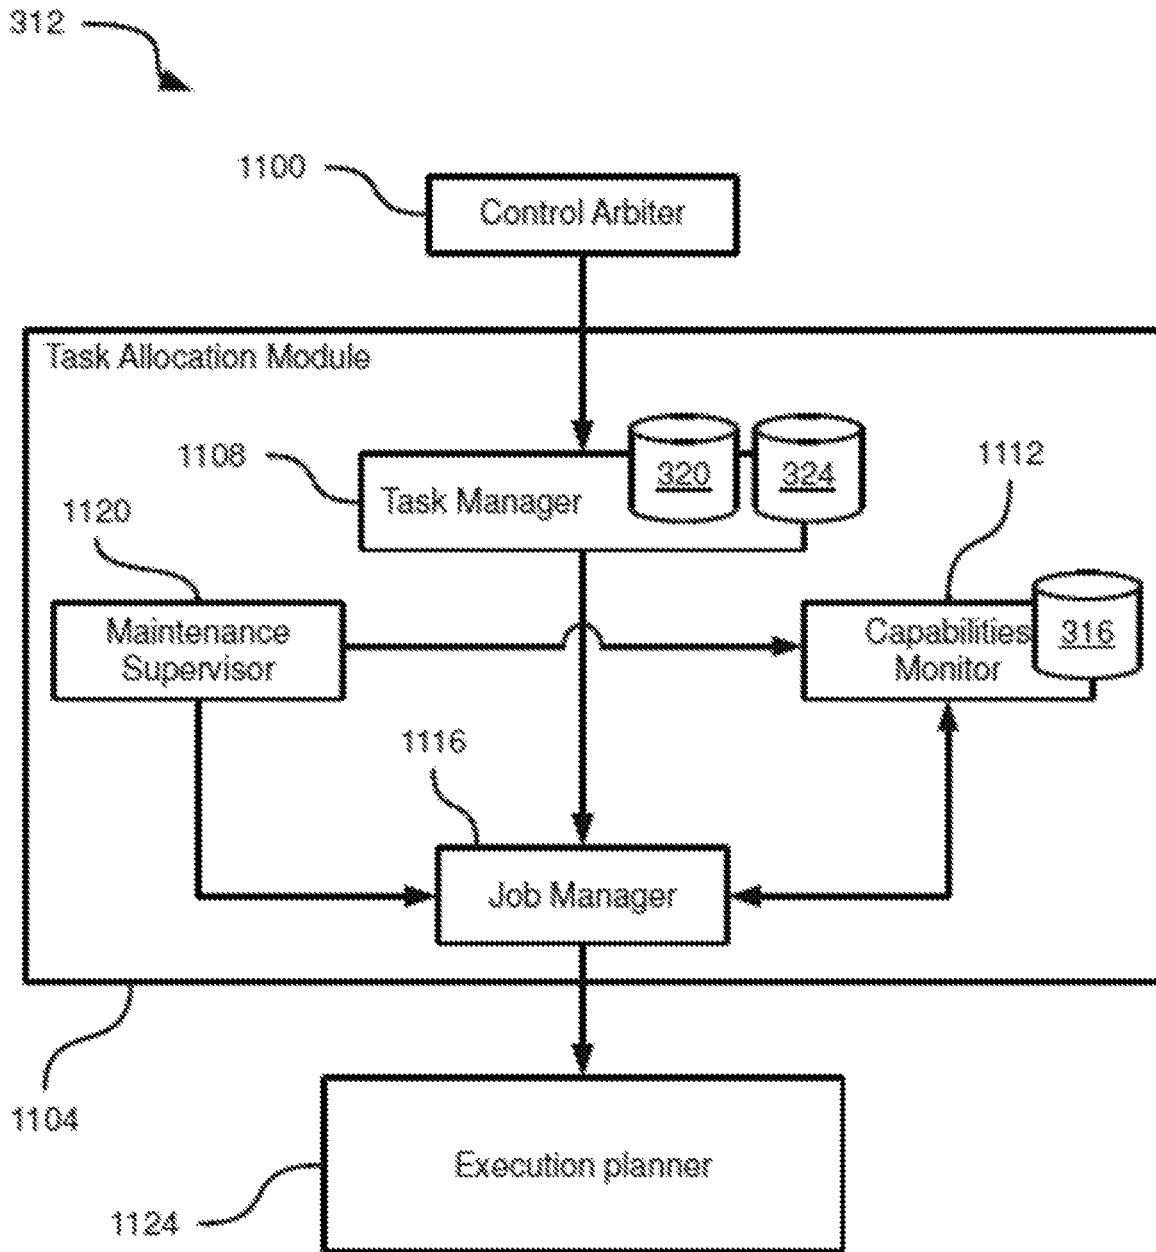 312
1100
Control Arbiter
Task Allocation Module
1108
Task Manager
320
324
1112
1120
Maintenance
Supervisor
Capabilities
Monitor
316
1116
Job Manager
1104
Execution planner
1124